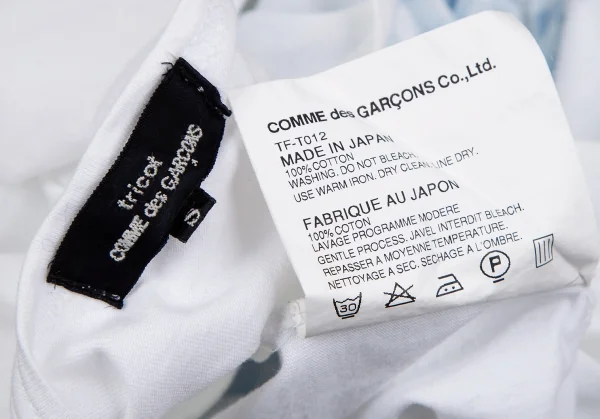 tricot
COMME des GARÇONS
S
COMME des GARÇONS Co., Ltd.
TF-T012
MADE IN JAPAN
100% COTTON
WASHING. DO NOT BLEACH.
USE WARM IRON. DRY CLEAN. LINE DRY.
FABRIQUE AU JAPON
100% COTON
LAVAGE PROGRAMME MODERE
GENTLE PROCESS. JAVEL INTERDIT BLEACH.
REPASSER A MOYENNE TEMPERATURE.
NETTOYAGE A SEC. SECHAGE A L'OMBRE.
30 P